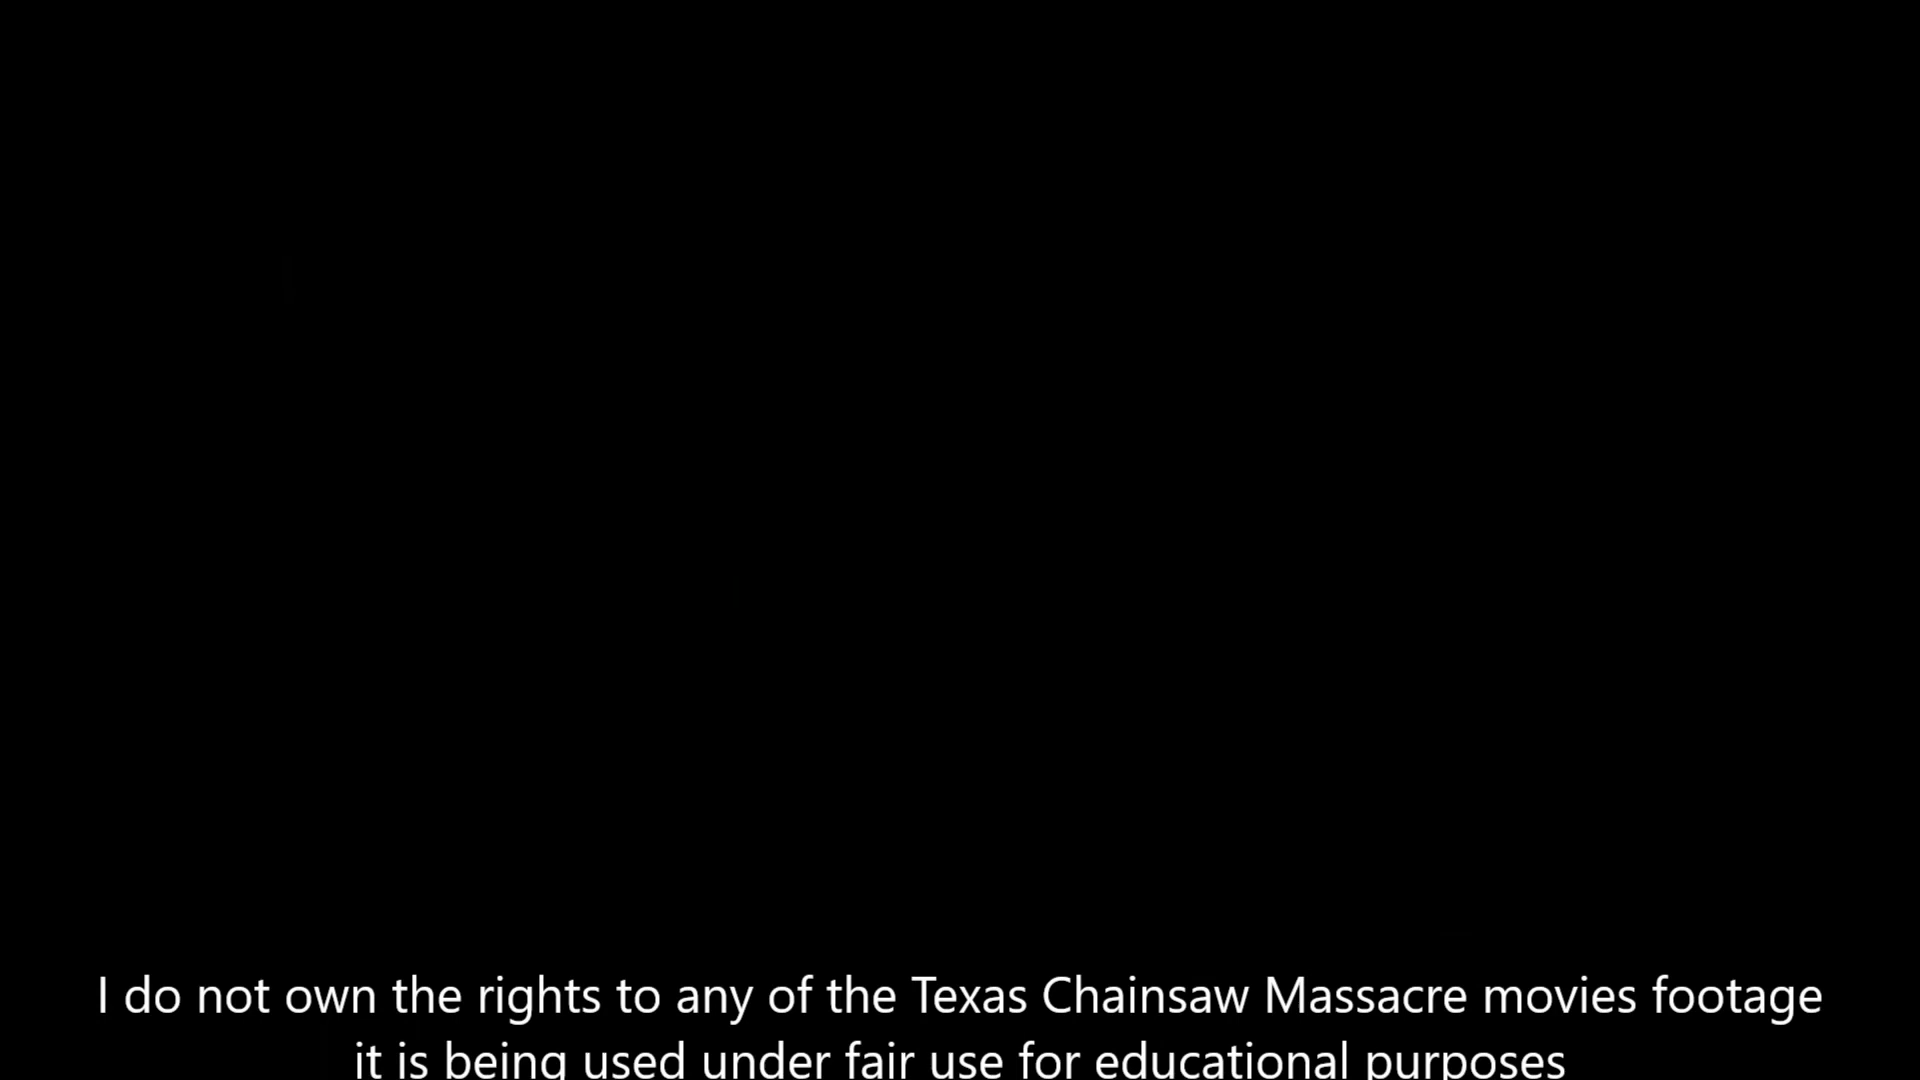 I do not own the rights to any of the Texas Chainsaw Massacre movies footage
it is being used under fair use for educational purposes